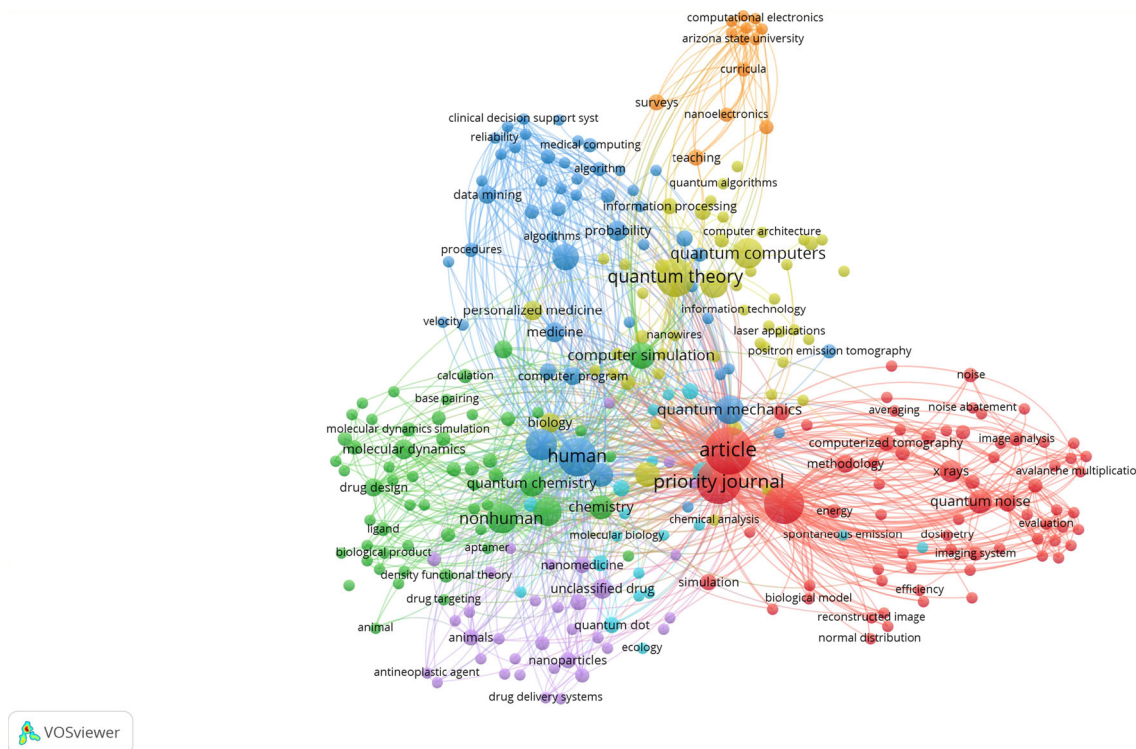 computational electronics
arizona state university
curricula
surveys
nanoelectronics
clinical decision support syst
reliability
medical computing
algorithm
teaching
quantum algorithms
data mining
information processing
probability
computer architecture
algorithms
procedures
quantum computers
quantum theory
personalized medicine
information technology
velocity
medicine
nanowires
laser applications
computer simulation
positron emission tomography
calculation
computer program
noise
base pairing
quantum mechanics
averaging
noise abatement
biology
molecular dynamics simulation
molecular dynamics
computerized tomography
image analysis
article
human
methodology
x rays
avalanche multiplicatio
drug design
quantum chemistry
priority journal
quantum noise
chemistry
energy
nonhuman
chemical analysis
evaluation
ligand
molecular biology
spontaneous emission
dosimetry
biological product
aptamer
imaging system
nanomedicine
density functional theory
simulation
unclassified drug
efficiency
drug targeting
biological model
reconstructed image
animal
quantum dot
animals
normal distribution
ecology
nanoparticles
antineoplastic agent
drug delivery systems
VOSviewer